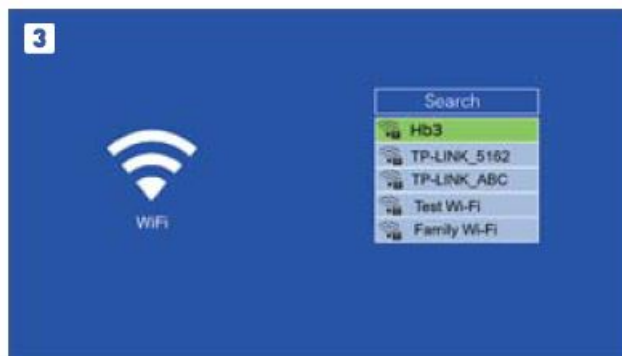 3
Search
Hb3
TP-LINK_5162
TP-LINK_ABC
Test Wi-Fi
Family Wi-Fi
WiFi